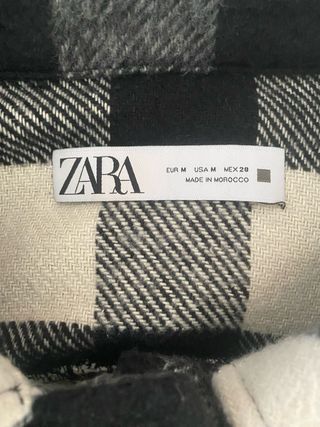 ZARA
EUR M USA M MEX 28
MADE IN MOROCCO